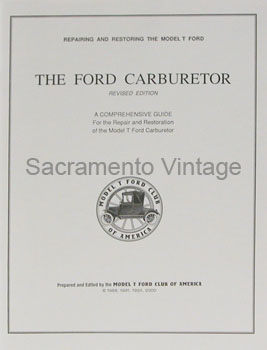 REPAIRING AND RESTORING THE MODEL T FORD
THE FORD CARBURETOR
REVISED EDITION
A COMPREHENSIVE GUIDE
For the Repair and Restoration
of the Model T Ford Carburetor
Sacramento Vintage
MODEL T FORD CLUB
OF AMERICA
Prepared and Edited by the MODEL T FORD CLUB OF AMERICA